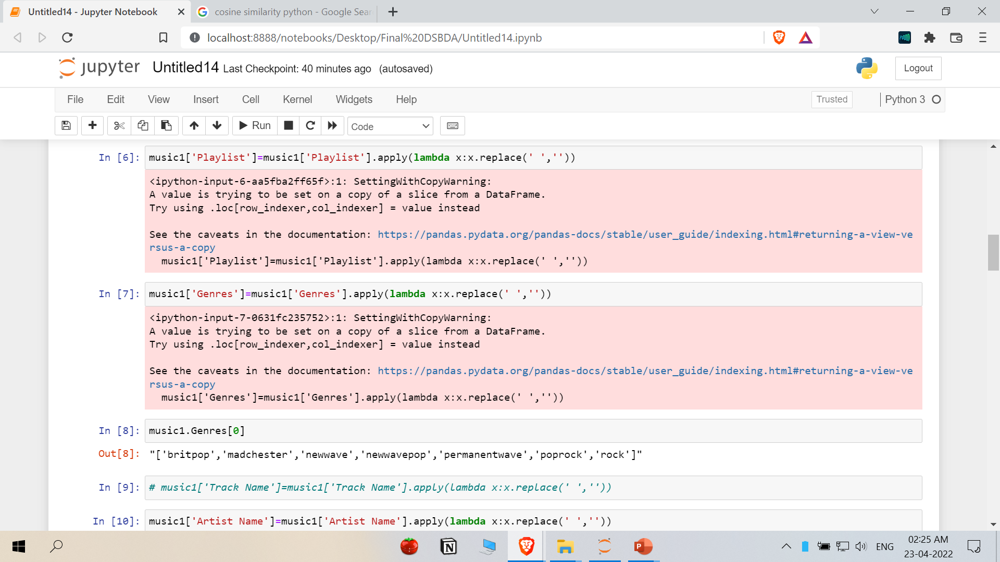 Untitled14 - Jupyter Notebook
cosine similarity python - Google Sear
localhost:8888/notebooks/Desktop/Final%20DSBDA/Untitled14.ipynb
jupyter Untitled14 Last Checkpoint: 40 minutes ago (autosaved)
Logout
File Edit View Insert Cell Kernel Widgets Help
Trusted
Python 3
Run
Code
In [6]: music1['Playlist']=music1['Playlist'].apply(lambda x:x.replace(' ',''))
<ipython-input-6-aa5fba2ff65f>:1: SettingWithCopyWarning:
A value is trying to be set on a copy of a slice from a DataFrame.
Try using .loc[row_indexer,col_indexer] = value instead
See the caveats in the documentation: https://pandas.pydata.org/pandas-docs/stable/user_guide/indexing.html#returning-a-view-ve
rsus-a-copy
music1['Playlist']=music1['Playlist'].apply(lambda x:x.replace(' ',''))
In [7]: music1['Genres']=music1['Genres'].apply(lambda x:x.replace(' ',''))
<ipython-input-7-0631fc235752>:1: SettingWithCopyWarning:
A value is trying to be set on a copy of a slice from a DataFrame.
Try using .loc[row_indexer,col_indexer] = value instead
See the caveats in the documentation: https://pandas.pydata.org/pandas-docs/stable/user_guide/indexing.html#returning-a-view-ve
rsus-a-copy
music1['Genres']=music1['Genres'].apply(lambda x:x.replace(' ',''))
In [8]: music1.Genres[0]
Out[8]: "['britpop','madchester','newwave','newwavepop','permanentwave','poprock','rock']"
In [9]: # music1['Track Name']=music1['Track Name'].apply(lambda x:x.replace(' ',''))
In [10]: music1['Artist Name']=music1['Artist Name'].apply(lambda x:x.replace(' ',''))
ENG
02:25 AM
23-04-2022